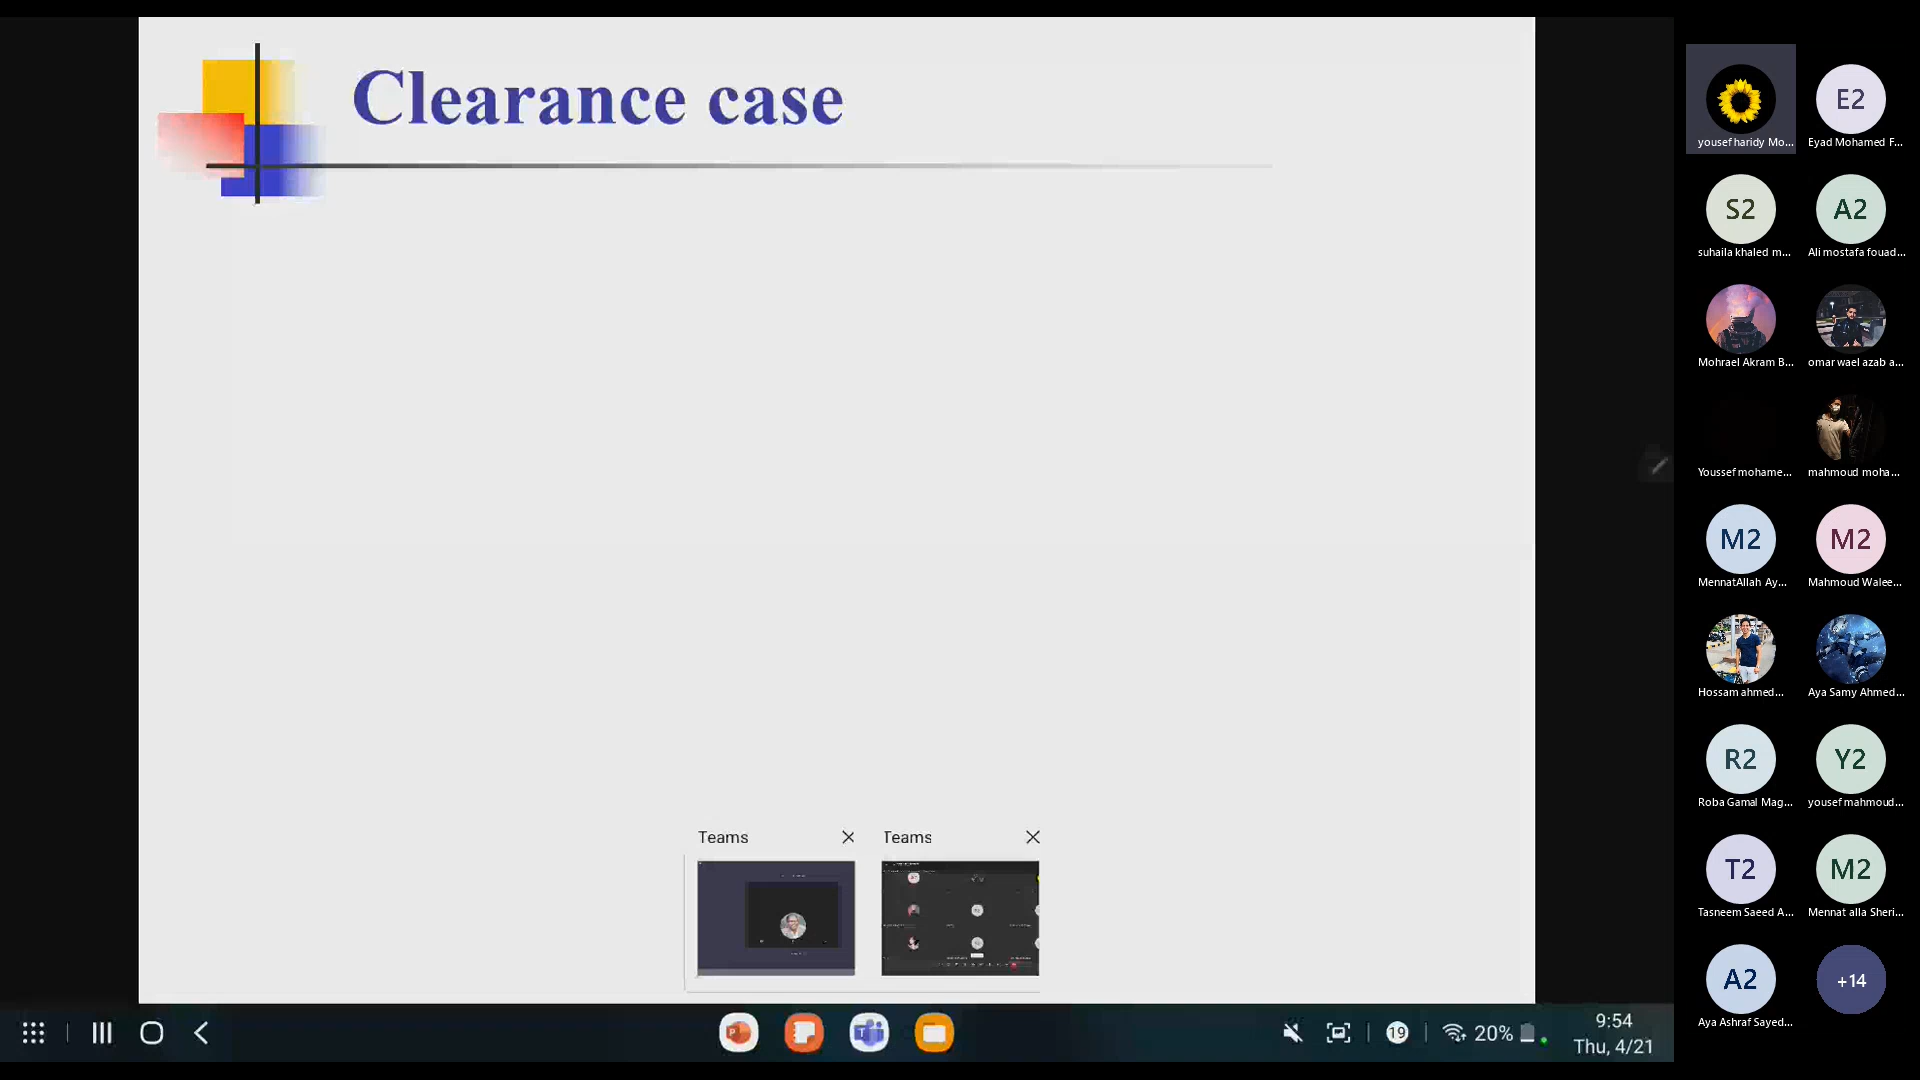 Clearance case
Teams
Teams
19
20%
9:54
Thu, 4/21
yousef haridy Mo...
E2
Eyad Mohamed F...
S2
suhaila khaled m...
A2
Ali mostafa fouad...
Mohrael Akram B...
omar wael azab a...
Youssef mohame...
mahmoud moha...
M2
MennatAllah Ay...
M2
Mahmoud Walee...
Hossam ahmed...
Aya Samy Ahmed...
R2
Roba Gamal Mag...
Y2
yousef mahmoud...
T2
Tasneem Saeed A...
M2
Mennat alla Sheri...
A2
Aya Ashraf Sayed...
+14